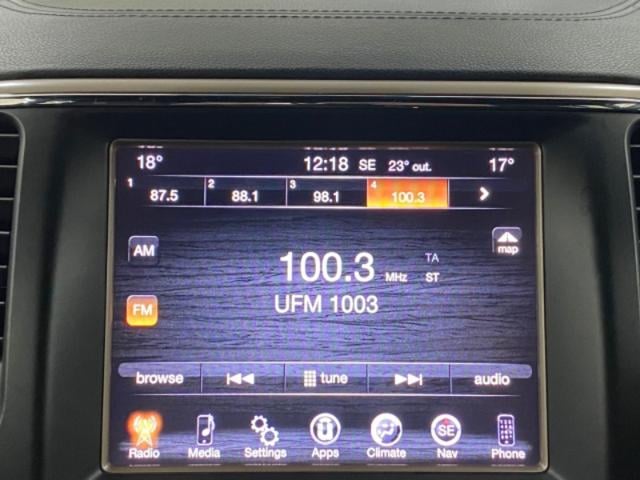 18° 12:18 SE 23° out. 17°
1 87.5 2 88.1 3 98.1 4 100.3
AM
map
100.3 MHz TA ST
FM
UFM 1003
browse tune audio
SE
Radio Media Settings Apps Climate Nav Phone